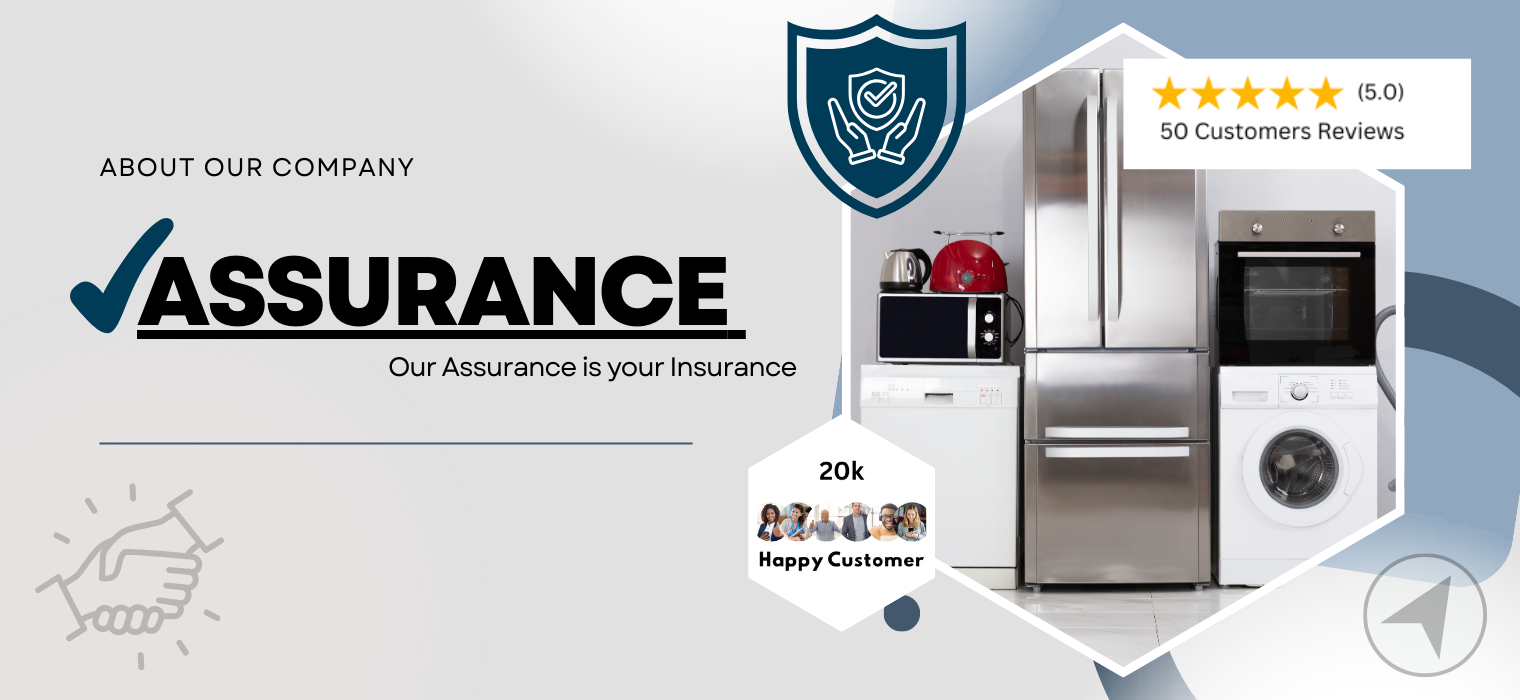 ABOUT OUR COMPANY
ASSURANCE
Our Assurance is your Insurance
(5.0)
50 Customers Reviews
20k
Happy Customer